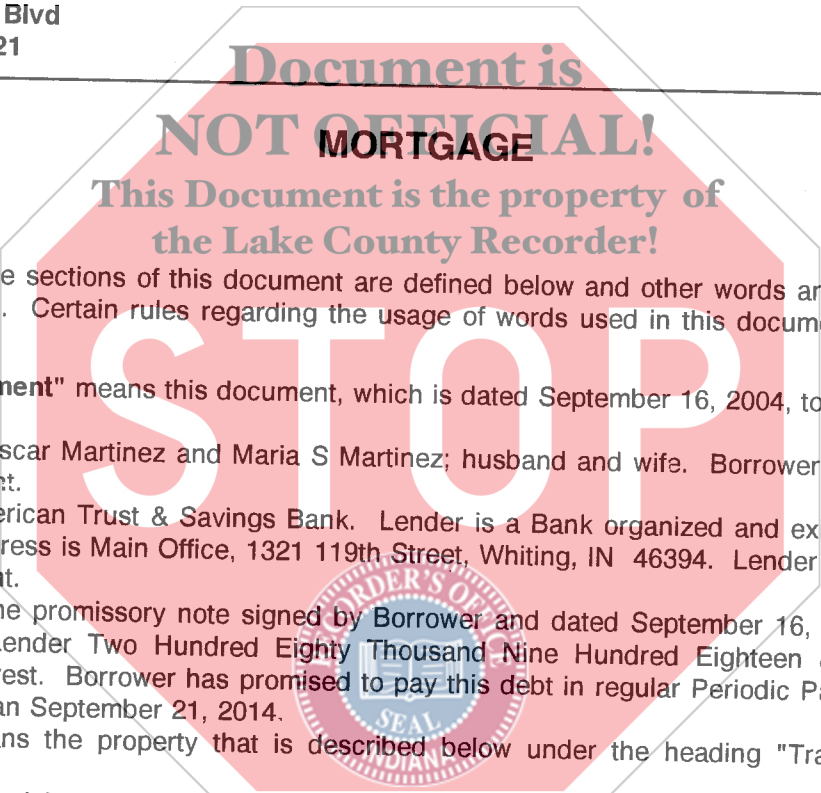 Blvd
21
Document is
NOT OFFICIAL!
MORTGAGE
This Document is the property of
the Lake County Recorder!
e sections of this document are defined below and other words ar
. Certain rules regarding the usage of words used in this docum
STOP
ment" means this document, which is dated September 16, 2004, to
scar Martinez and Maria S Martinez; husband and wife. Borrower
nt.
erican Trust & Savings Bank. Lender is a Bank organized and ex
ress is Main Office, 1321 119th Street, Whiting, IN 46394. Lender
nt.
ne promissory note signed by Borrower and dated September 16,
Lender Two Hundred Eighty Thousand Nine Hundred Eighteen
rest. Borrower has promised to pay this debt in regular Periodic Pa
an September 21, 2014.
ns the property that is described below under the heading "Tra
RECORDER'S OFFICE
SEAL
INDIANA